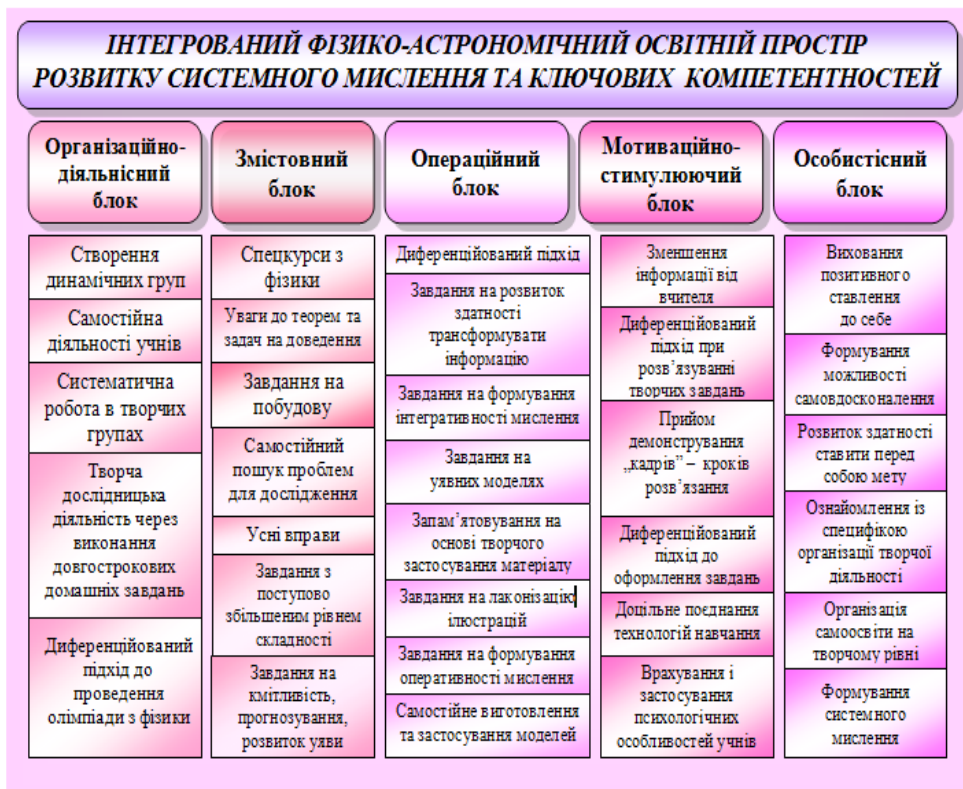 ІНТЕГРОВАНИЙ ФІЗИКО-АСТРОНОМІЧНИЙ ОСВІТНІЙ ПРОСТІР
РОЗВИТКУ СИСТЕМНОГО МИСЛЕННЯ ТА КЛЮЧОВИХ КОМПЕТЕНТНОСТЕЙ
Організаційно-
діяльнісний
блок
Створення
динамічних груп
Самостійна
діяльності учнів
Систематична
робота в творчих
групах
Творча
дослідницька
діяльність через
виконання
довгострокових
домашніх завдань
Диференційований
підхід до
проведення
олімпіади з фізики
Змістовний
блок
Спецкурси з
фізики
Уваги до теорем та
задач на доведення
Завдання на
побудову
Самостійний
пошук проблем
для дослідження
Усні вправи
Завдання з
поступово
збільшеним рівнем
складності
Завдання на
кмітливість,
прогнозування,
розвиток уяви
Операційний
блок
Диференційований підхід
Завдання на розвиток
здатності
трансформувати
інформацію
Завдання на формування
інтегративності мислення
Завдання на
уявних моделях
Запам’ятовування на
основі творчого
застосування матеріалу
Завдання на лаконізацію
ілюстрацій
Завдання на формування
оперативності мислення
Самостійне виготовлення
та застосування моделей
Мотиваційно-
стимулюючий
блок
Зменшення
інформації від
вчителя
Диференційований
підхід при
розв’язуванні
творчих завдань
Прийом
демонстрування
„кадрів” – кроків
розв’язання
Диференційований
підхід до
оформлення завдань
Доцільне поєднання
технологій навчання
Врахування і
застосування
психологічних
особливостей учнів
Особистісний
блок
Виховання
позитивного
ставлення
до себе
Формування
можливості
самовдосконалення
Розвиток здатності
ставити перед
собою мету
Ознайомлення із
специфікою
організації творчої
діяльності
Організація
самоосвіти на
творчому рівні
Формування
системного
мислення